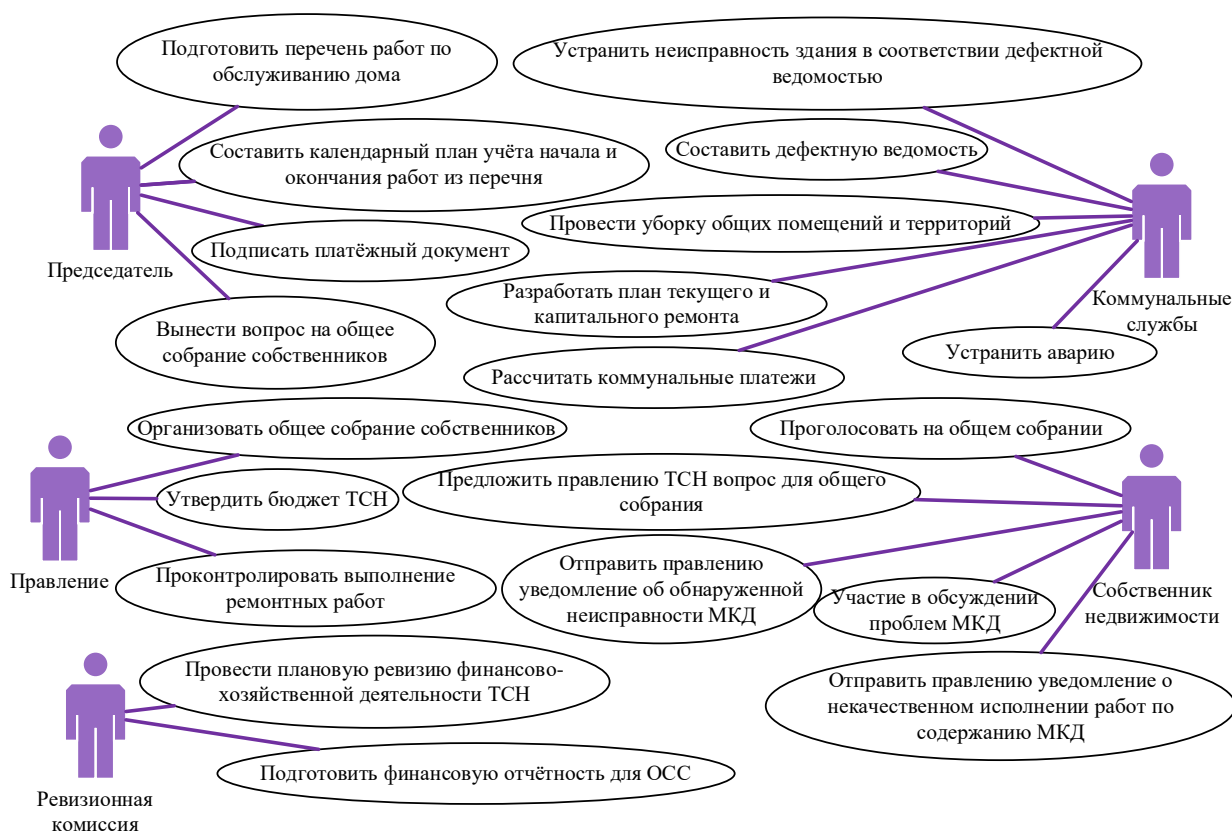 Подготовить перечень работ по
обслуживанию дома
Устранить неисправность здания в соответствии дефектной
ведомостью
Составить календарный план учёта начала и
окончания работ из перечня
Составить дефектную ведомость
Подписать платёжный документ
Провести уборку общих помещений и территорий
Председатель
Вынести вопрос на общее
собрание собственников
Разработать план текущего и
капитального ремонта
Коммунальные
службы
Устранить аварию
Рассчитать коммунальные платежи
Организовать общее собрание собственников
Проголосовать на общем собрании
Утвердить бюджет ТСН
Предложить правлению ТСН вопрос для общего
собрания
Правление
Проконтролировать выполнение
ремонтных работ
Отправить правлению
уведомление об обнаруженной
неисправности МКД
Участие в обсуждении
проблем МКД
Собственник
недвижимости
Провести плановую ревизию финансово-
хозяйственной деятельности ТСН
Отправить правлению уведомление о
некачественном исполнении работ по
содержанию МКД
Подготовить финансовую отчётность для ОСС
Ревизионная
комиссия